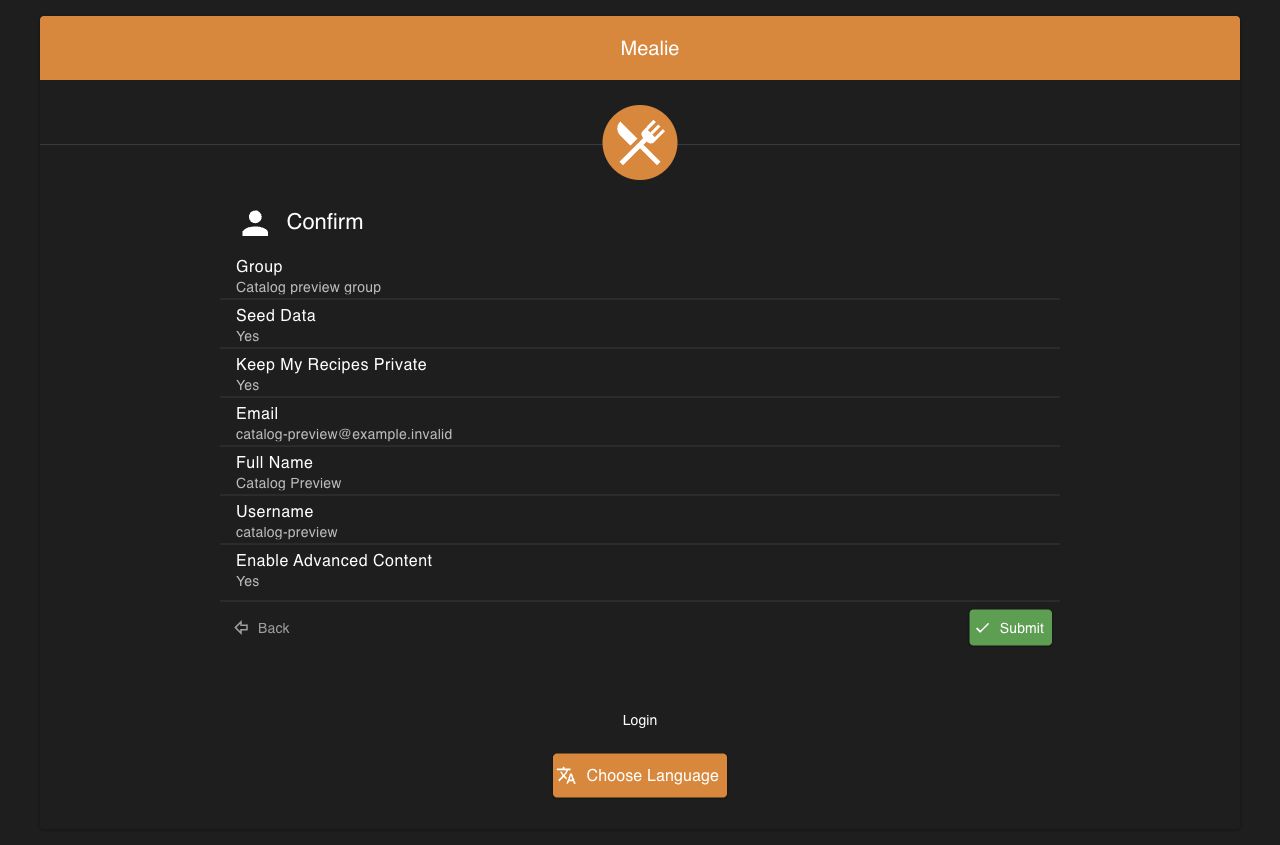 Mealie
Confirm
Group
Catalog preview group
Seed Data
Yes
Keep My Recipes Private
Yes
Email
catalog-preview@example.invalid
Full Name
Catalog Preview
Username
catalog-preview
Enable Advanced Content
Yes
Back
Submit
Login
Choose Language